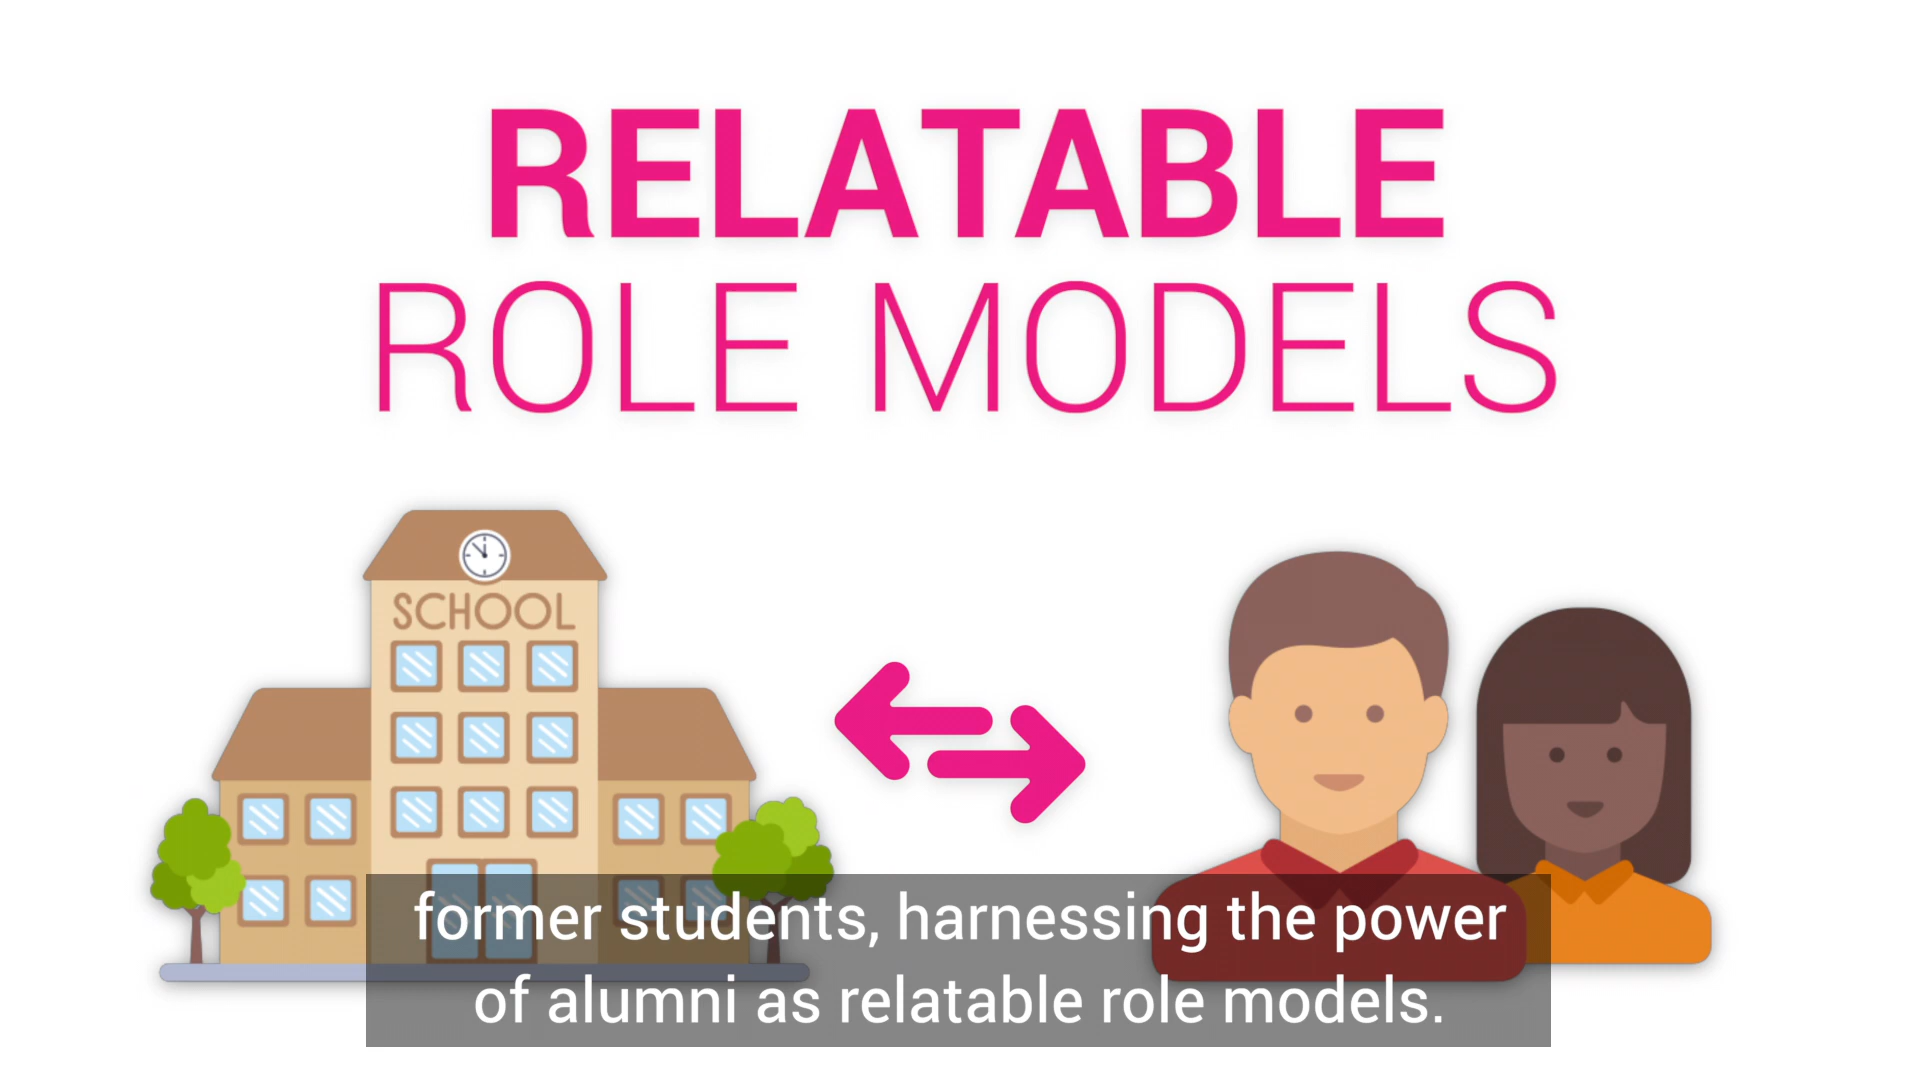 RELATABLE
ROLE MODELS
SCHOOL
former students, harnessing the power
of alumni as relatable role models.